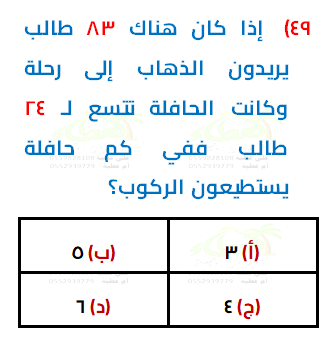 ٤٩) إذا كان هناك ٨٣ طالب
يريدون الذهاب إلى رحلة
وكانت الحافلة تتسع لـ ٢٤
طالب ففي كم حافلة
يستطيعون الركوب؟
(أ) ٣
(ب) ٥
(ج) ٤
(د) ٦